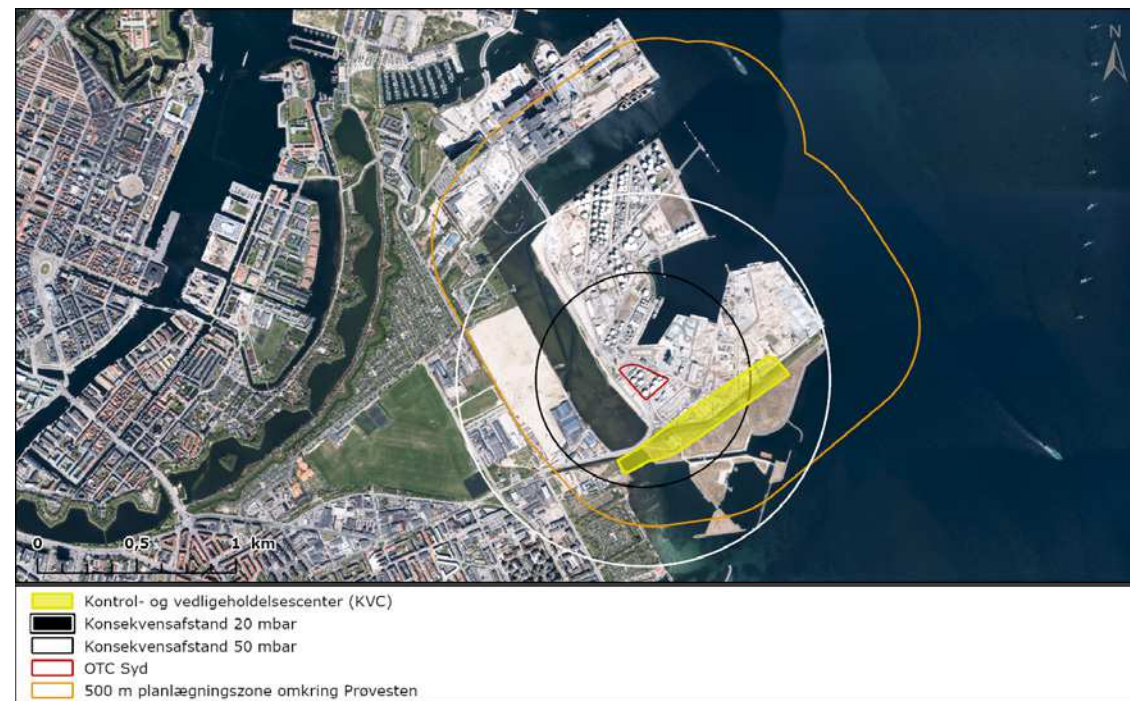 N
0 0,5 1 km
Kontrol- og vedligeholdelsescenter (KVC)
Konsekvensafstand 20 mbar
Konsekvensafstand 50 mbar
OTC Syd
500 m planlægningszone omkring Prøvesten